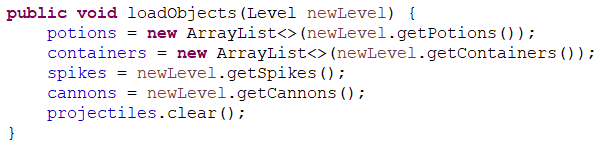 public void loadObjects(Level newLevel) {
    potions = new ArrayList<>(newLevel.getPotions());
    containers = new ArrayList<>(newLevel.getContainers());
    spikes = newLevel.getSpikes();
    cannons = newLevel.getCannons();
    projectiles.clear();
}